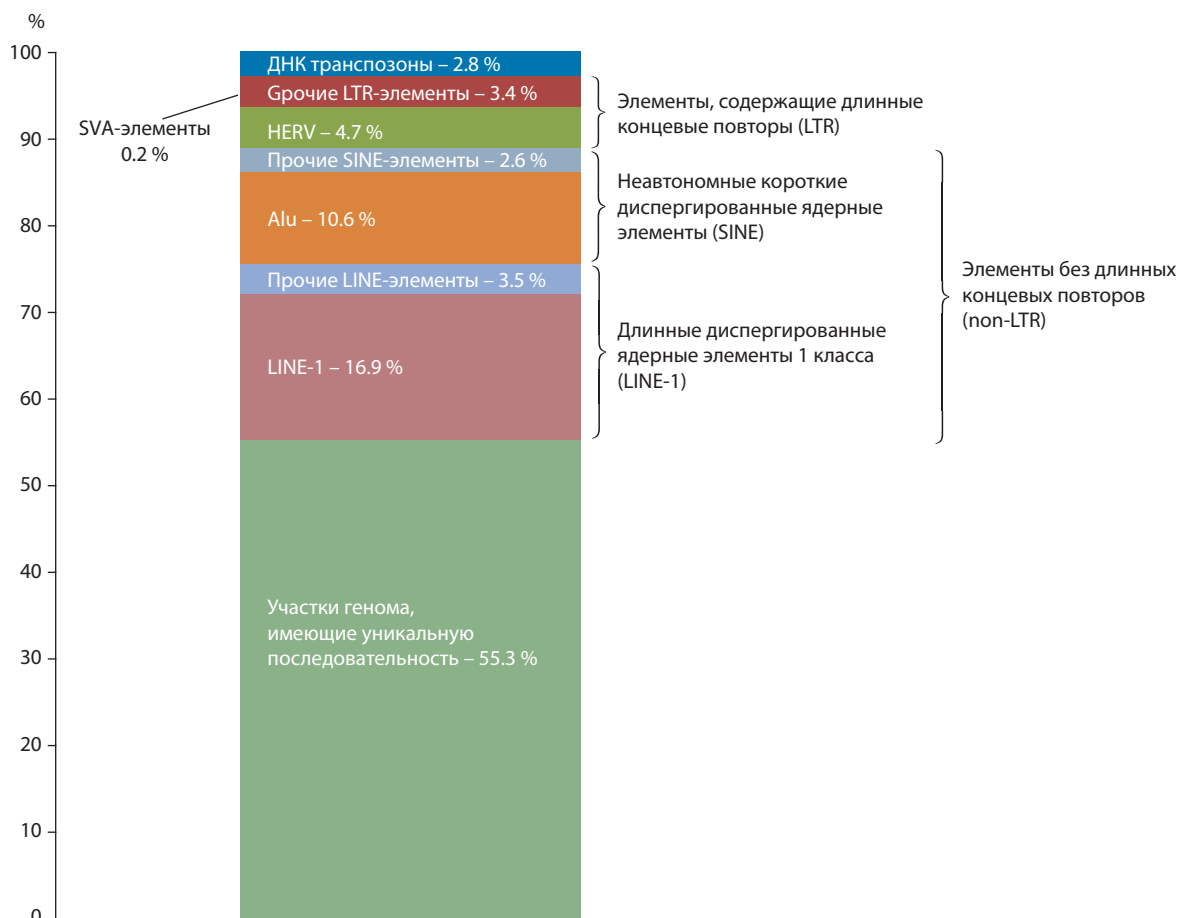 %
100
90
80
70
60
50
40
30
20
10
0
SVA-элементы
0.2 %
ДНК транспозоны – 2.8 %
Gрочие LTR-элементы – 3.4 %
HERV – 4.7 %
Прочие SINE-элементы – 2.6 %
Alu – 10.6 %
Прочие LINE-элементы – 3.5 %
LINE-1 – 16.9 %
Участки генома,
имеющие уникальную
последовательность – 55.3 %
Элементы, содержащие длинные
концевые повторы (LTR)
Неавтономные короткие
диспергированные ядерные
элементы (SINE)
Длинные диспергированные
ядерные элементы 1 класса
(LINE-1)
Элементы без длинных
концевых повторов
(non-LTR)